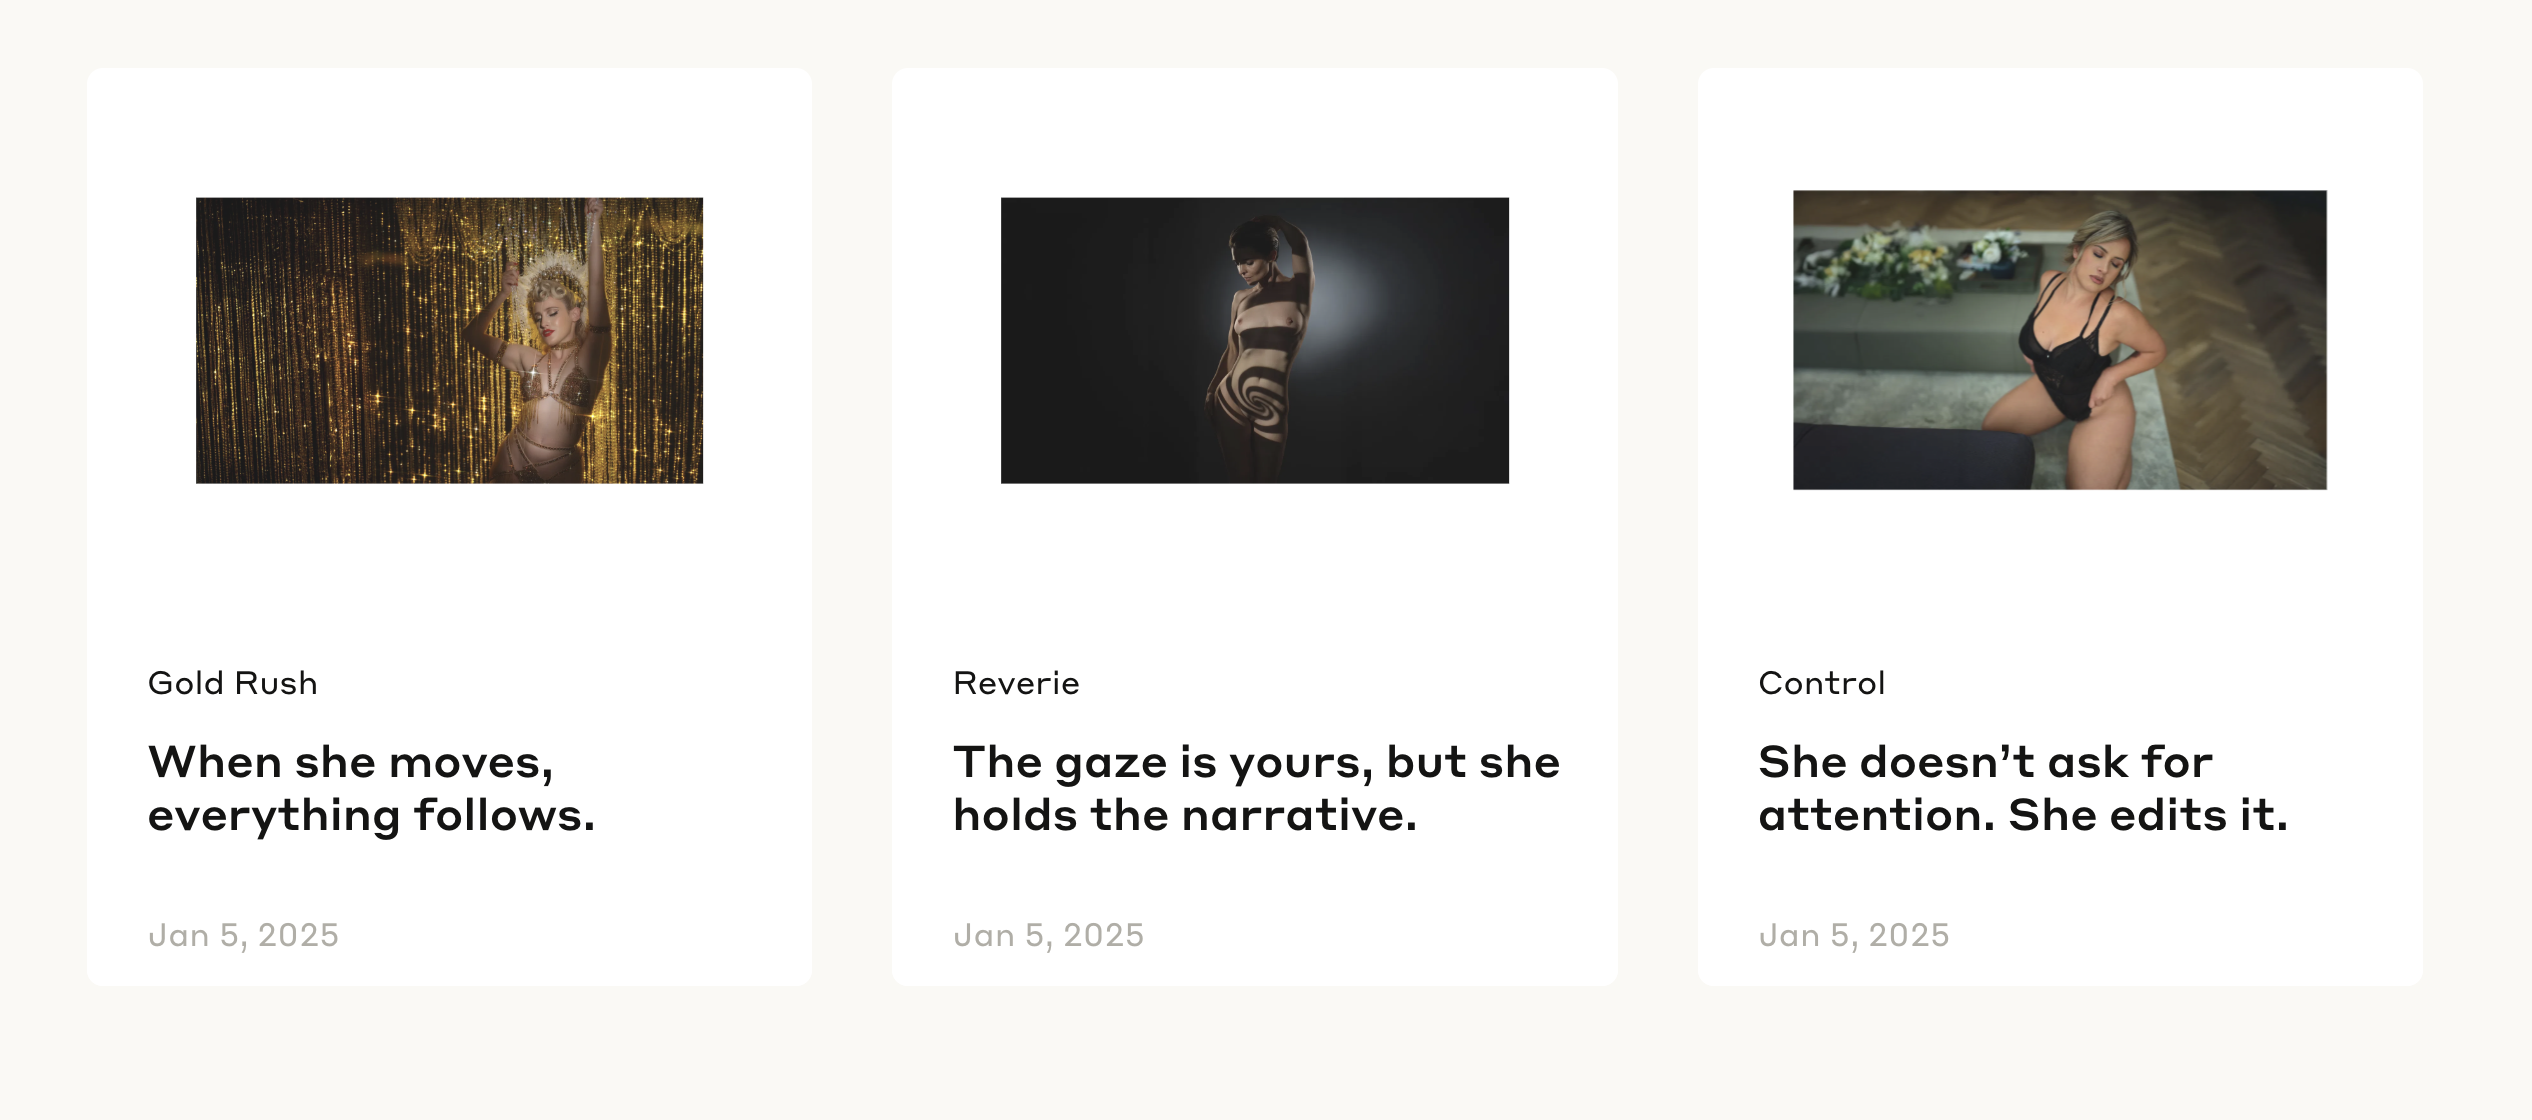 Gold Rush
When she moves,
everything follows.
Jan 5, 2025
Reverie
The gaze is yours, but she
holds the narrative.
Jan 5, 2025
Control
She doesn’t ask for
attention. She edits it.
Jan 5, 2025